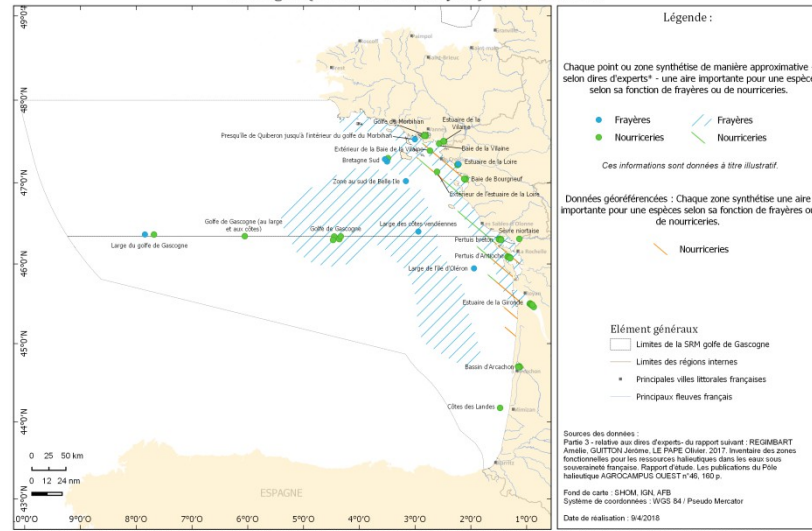 49°0'N
48°0'N
47°0'N
46°0'N
45°0'N
44°0'N
43°0'N
Golfe de Morbihan
Estuaire de la Vilaine
Presqu'île de Quiberon jusqu'à l'intérieur du golfe du Morbihan
Extérieur de la Baie de la Vilaine
Baie de la Vilaine
Bretagne Sud
Estuaire de la Loire
Zone au sud de Belle Ile
Baie de Bourgneuf
Extérieur de l'estuaire de la Loire
Golfe de Gascogne (au large et aux côtes)
Golfe de Gascogne
Large des côtes vendéennes
Sèvre niortaise
Large du golfe de Gascogne
Pertuis breton
Pertuis d'Antioche
Large de l'île d'Oléron
Estuaire de la Gironde
Bassin d'Arcachon
Côtes des Landes
ESPAGNE
0 25 50 km
0 12 24 nm
9°0'O 8°0'O 7°0'O 6°0'O 5°0'O 4°0'O 3°0'O 2°0'O 1°0'O
Légende :
Chaque point ou zone synthétise de manière approximative -
selon dires d'experts* - une aire importante pour une espèce
selon sa fonction de frayères ou de nourriceries.
Frayères Frayères
Nourriceries Nourriceries
Ces informations sont données à titre illustratif.
Données géoréférencées : Chaque zone synthétise une aire
importante pour une espèces selon sa fonction de frayères ou
de nourriceries.
Nourriceries
Elément généraux
Limites de la SRM golfe de Gascogne
Limites des régions internes
Principales villes littorales françaises
Principaux fleuves français
Sources des données :
Partie 3 - relative aux dires d'experts- du rapport suivant : REGIMBART
Amélie, GUITTON Jérôme, LE PAPE Olivier. 2017. Inventaire des zones
fonctionnelles pour les ressources halieutiques dans les eaux sous
souveraineté française. Rapport d'étude. Les publications du Pôle
halieutique AGROCAMPUS OUEST n°46, 160 p.
Fond de carte : SHOM, IGN, AFB
Système de coordonnées : WGS 84 / Pseudo Mercator
Date de réalisation : 9/4/2018